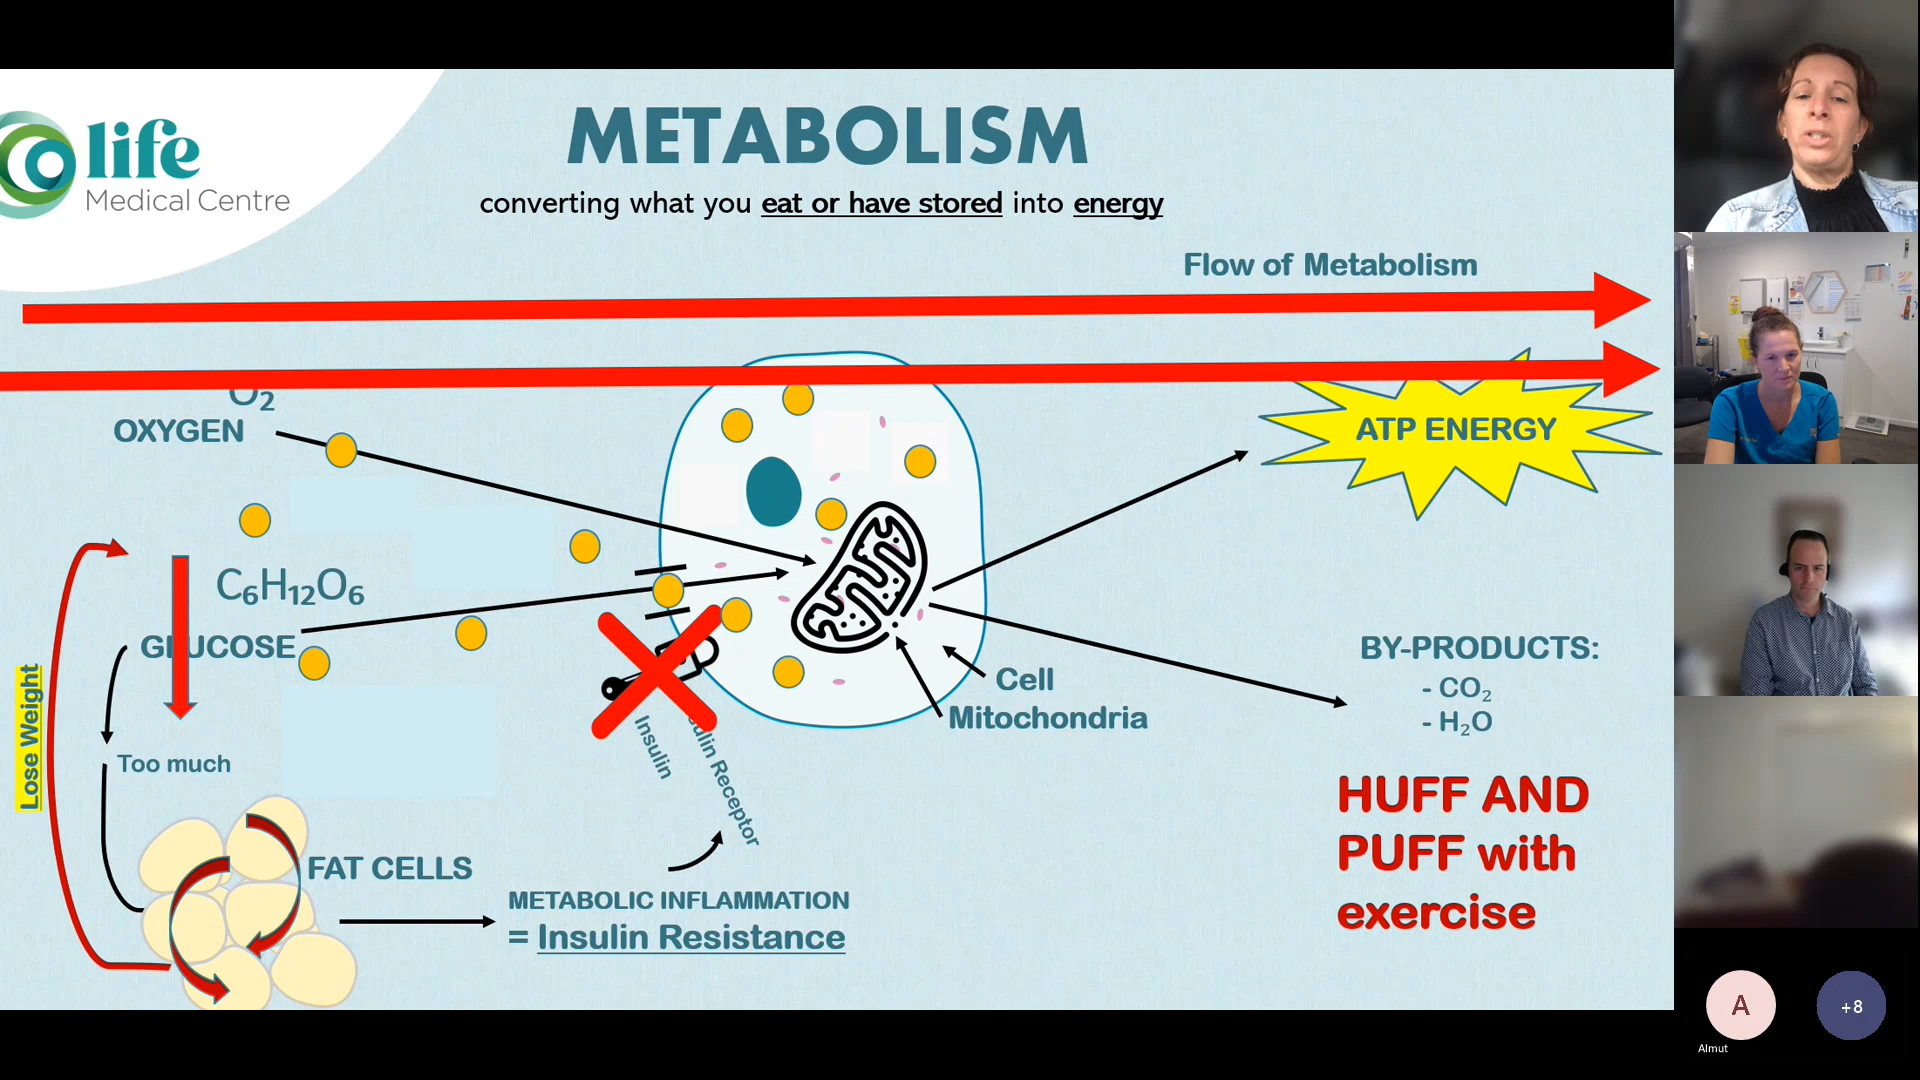 life
Medical Centre
METABOLISM
converting what you eat or have stored into energy
Flow of Metabolism
O₂
OXYGEN
ATP ENERGY
C₆H₁₂O₆
GLUCOSE
Lose Weight
Too much
Insulin
Receptor
Cell
Mitochondria
BY-PRODUCTS:
- CO₂
- H₂O
FAT CELLS
METABOLIC INFLAMMATION
= Insulin Resistance
HUFF AND
PUFF with
exercise
A
+8
Almut